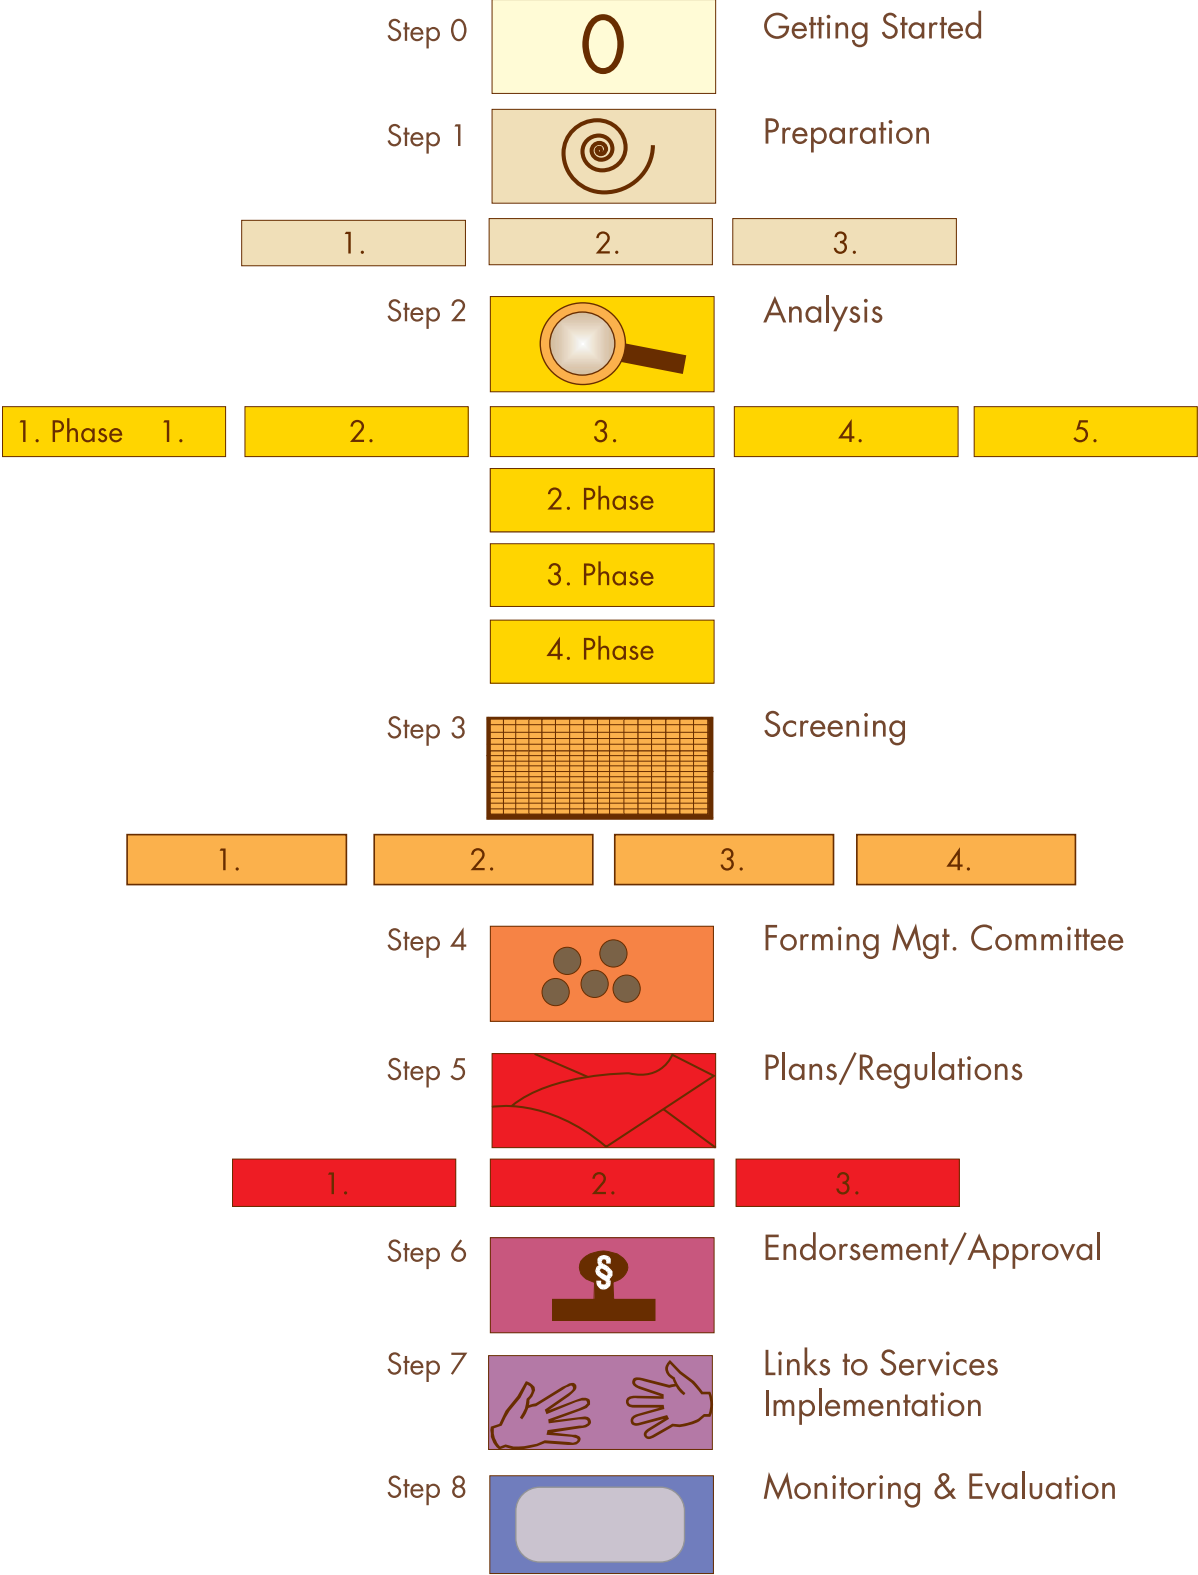 Step 0
0
Getting Started
Step 1
Preparation
1.
2.
3.
Step 2
Analysis
1. Phase 1.
2.
3.
4.
5.
2. Phase
3. Phase
4. Phase
Step 3
Screening
1.
2.
3.
4.
Step 4
Forming Mgt. Committee
Step 5
Plans/Regulations
1.
2.
3.
Step 6
§
Endorsement/Approval
Step 7
Links to Services
Implementation
Step 8
Monitoring & Evaluation